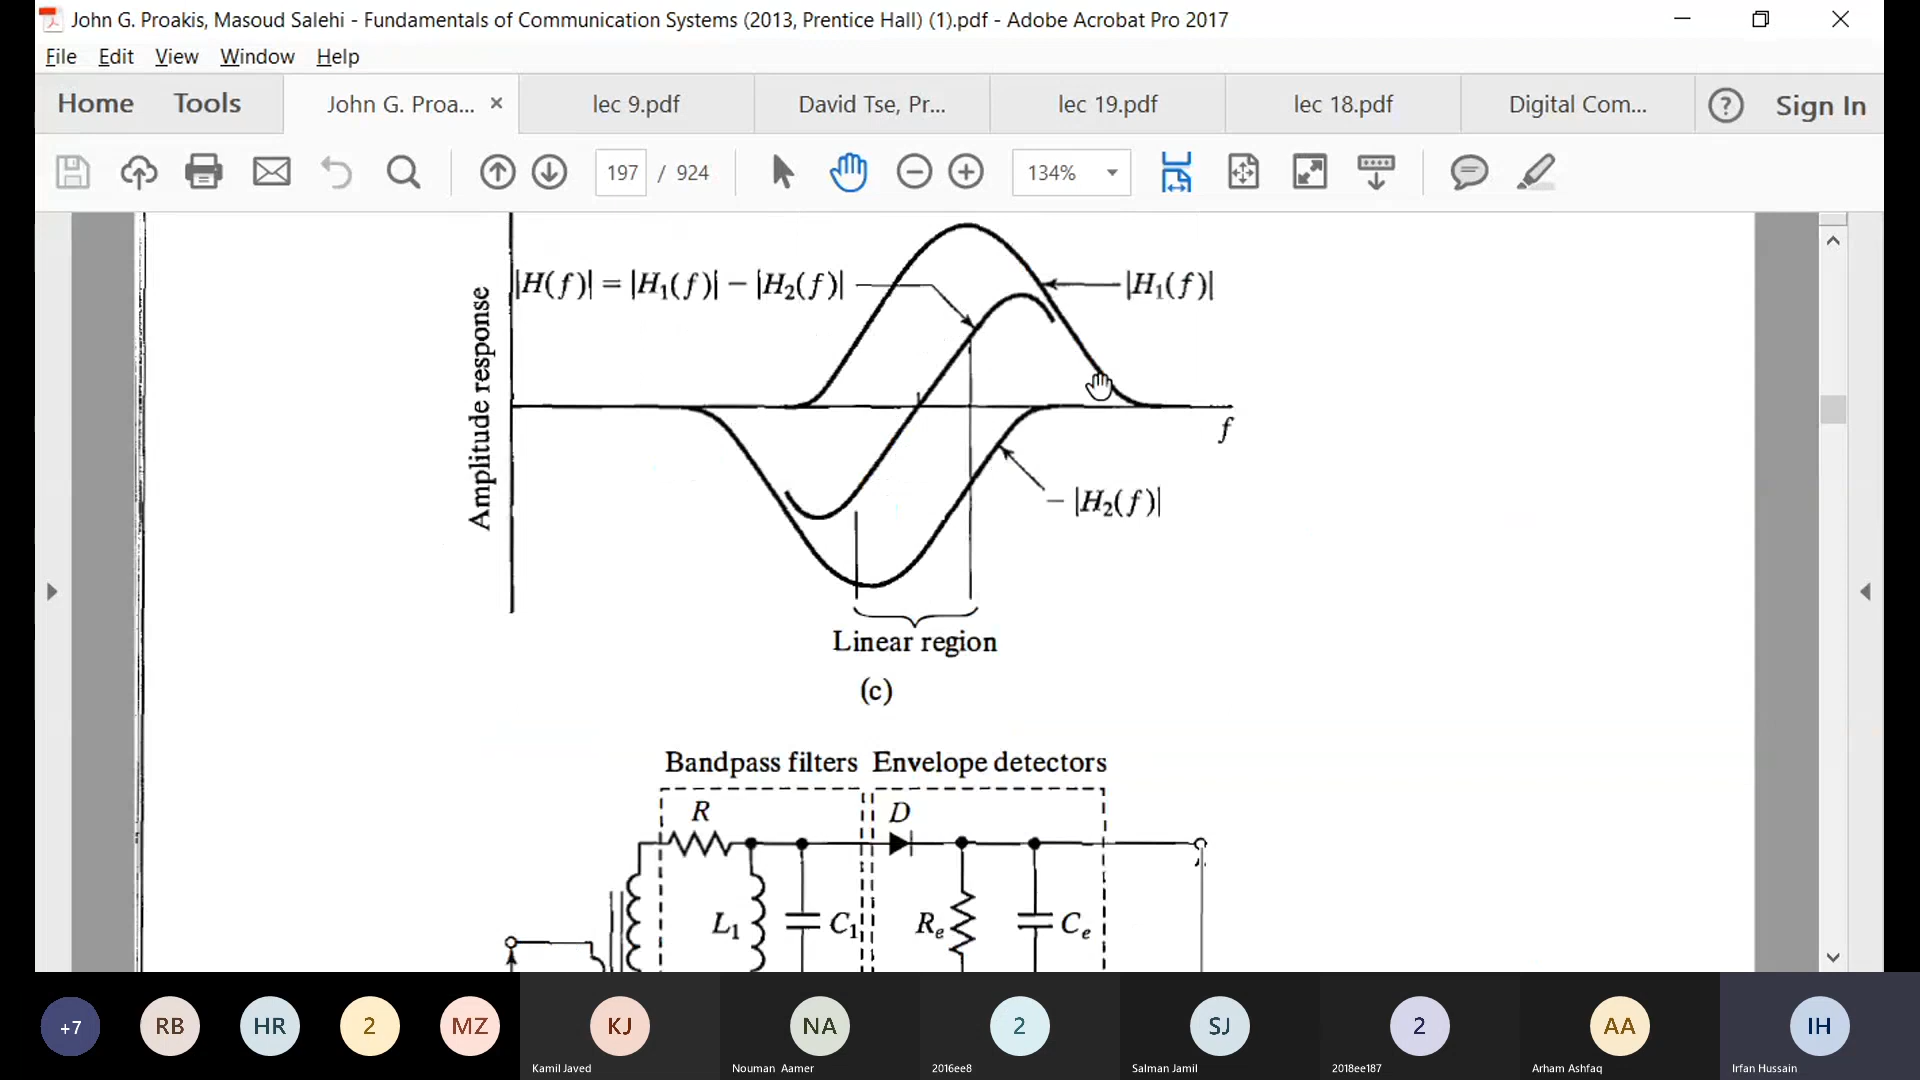 John G. Proakis, Masoud Salehi - Fundamentals of Communication Systems (2013, Prentice Hall) (1).pdf - Adobe Acrobat Pro 2017
File Edit View Window Help
Home Tools John G. Proa... × lec 9.pdf David Tse, Pr... lec 19.pdf lec 18.pdf Digital Com... ? Sign In
197 / 924 134%
|H(f)| = |H₁(f)| − |H₂(f)|
|H₁(f)|
Amplitude response
f
− |H₂(f)|
Linear region
(c)
Bandpass filters Envelope detectors
R D
L₁ C₁ Rₑ Cₑ
+7 RB HR 2 MZ KJ NA 2 SJ 2 AA IH
Kamil Javed Nouman Aamer 2016ee8 Salman Jamil 2018ee187 Arham Ashfaq Irfan Hussain